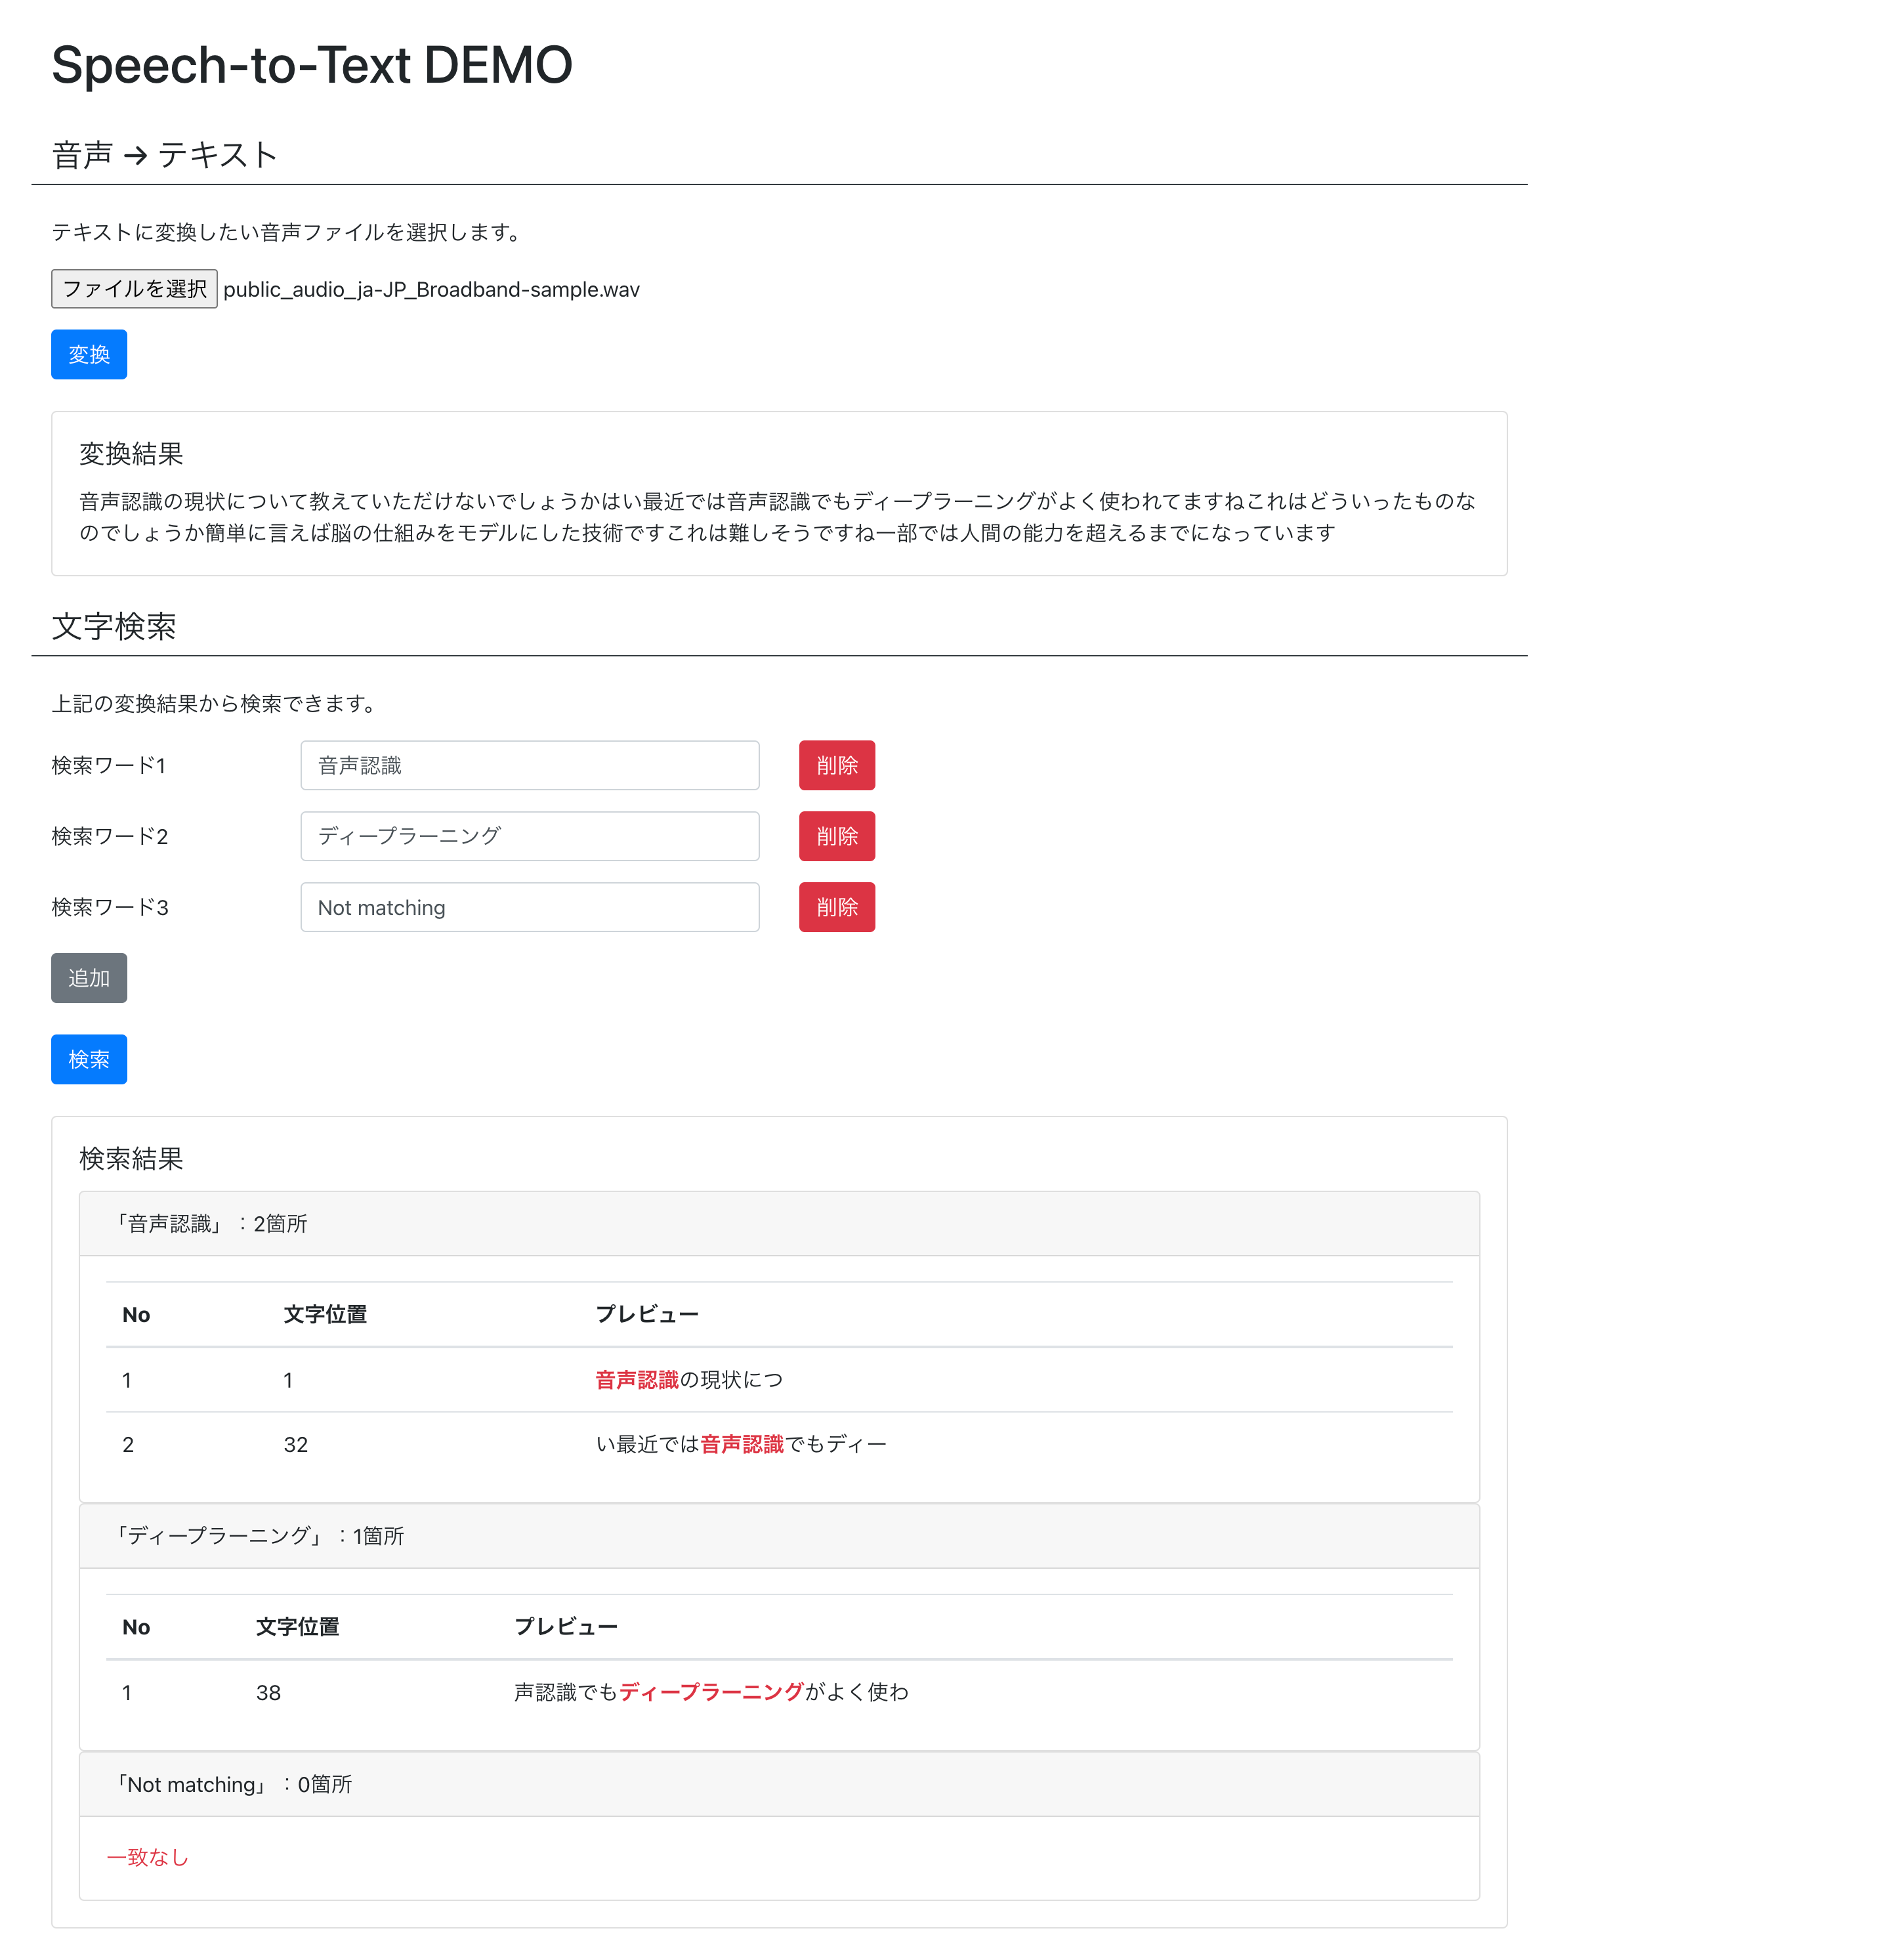 Speech-to-Text DEMO
音声 → テキスト
テキストに変換したい音声ファイルを選択します。
ファイルを選択 public_audio_ja-JP_Broadband-sample.wav
変換
変換結果
音声認識の現状について教えていただけないでしょうかはい最近では音声認識でもディープラーニングがよく使われてますねこれはどういったものな
のでしょうか簡単に言えば脳の仕組みをモデルにした技術ですこれは難しそうですね一部では人間の能力を超えるまでになっています
文字検索
上記の変換結果から検索できます。
検索ワード1 音声認識 削除
検索ワード2 ディープラーニング 削除
検索ワード3 Not matching 削除
追加
検索
検索結果
「音声認識」：2箇所
No 文字位置 プレビュー
1 1 音声認識の現状につ
2 32 い最近では音声認識でもディー
「ディープラーニング」：1箇所
No 文字位置 プレビュー
1 38 声認識でもディープラーニングがよく使わ
「Not matching」：0箇所
一致なし